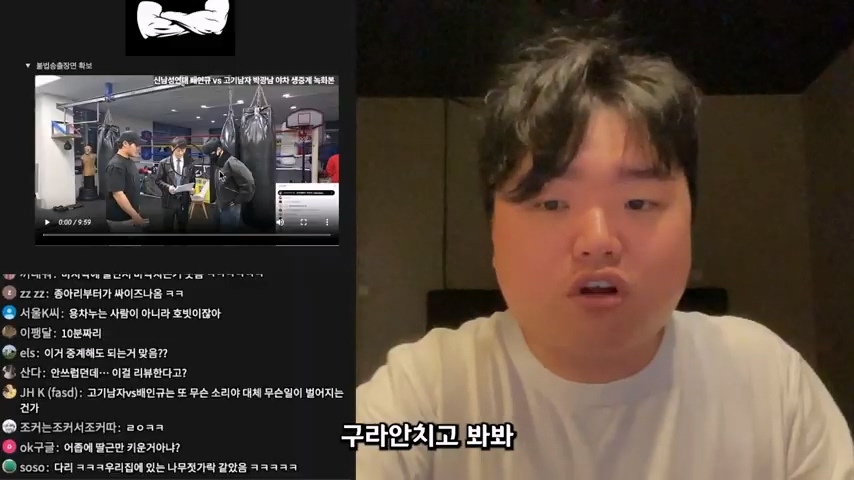 ▼ 불법송출장면 확보
신남성연대 배인규 vs 고기남자 박광남 야차 생중계 녹화본
0:00 / 9:59
zz zz: 종아리부터가 싸이즈나옴 ㅋㅋ
서울K씨: 용차누는 사람이 아니라 호빗이잖아
이팽달: 10분짜리
els: 이거 중계해도 되는거 맞음??
산다: 안쓰럽던데… 이걸 리뷰한다고?
JH K (fasd): 고기남자vs배인규는 또 무슨 소리야 대체 무슨일이 벌어지는
건가
조커는조커서조커따: ㄹㅇㅋㅋ
ok구글: 어좁에 딸근만 키운거아냐?
soso: 다리 ㅋㅋㅋ우리집에 있는 나무젓가락 같았음 ㅋㅋㅋㅋㅋ
구라안치고 봐봐